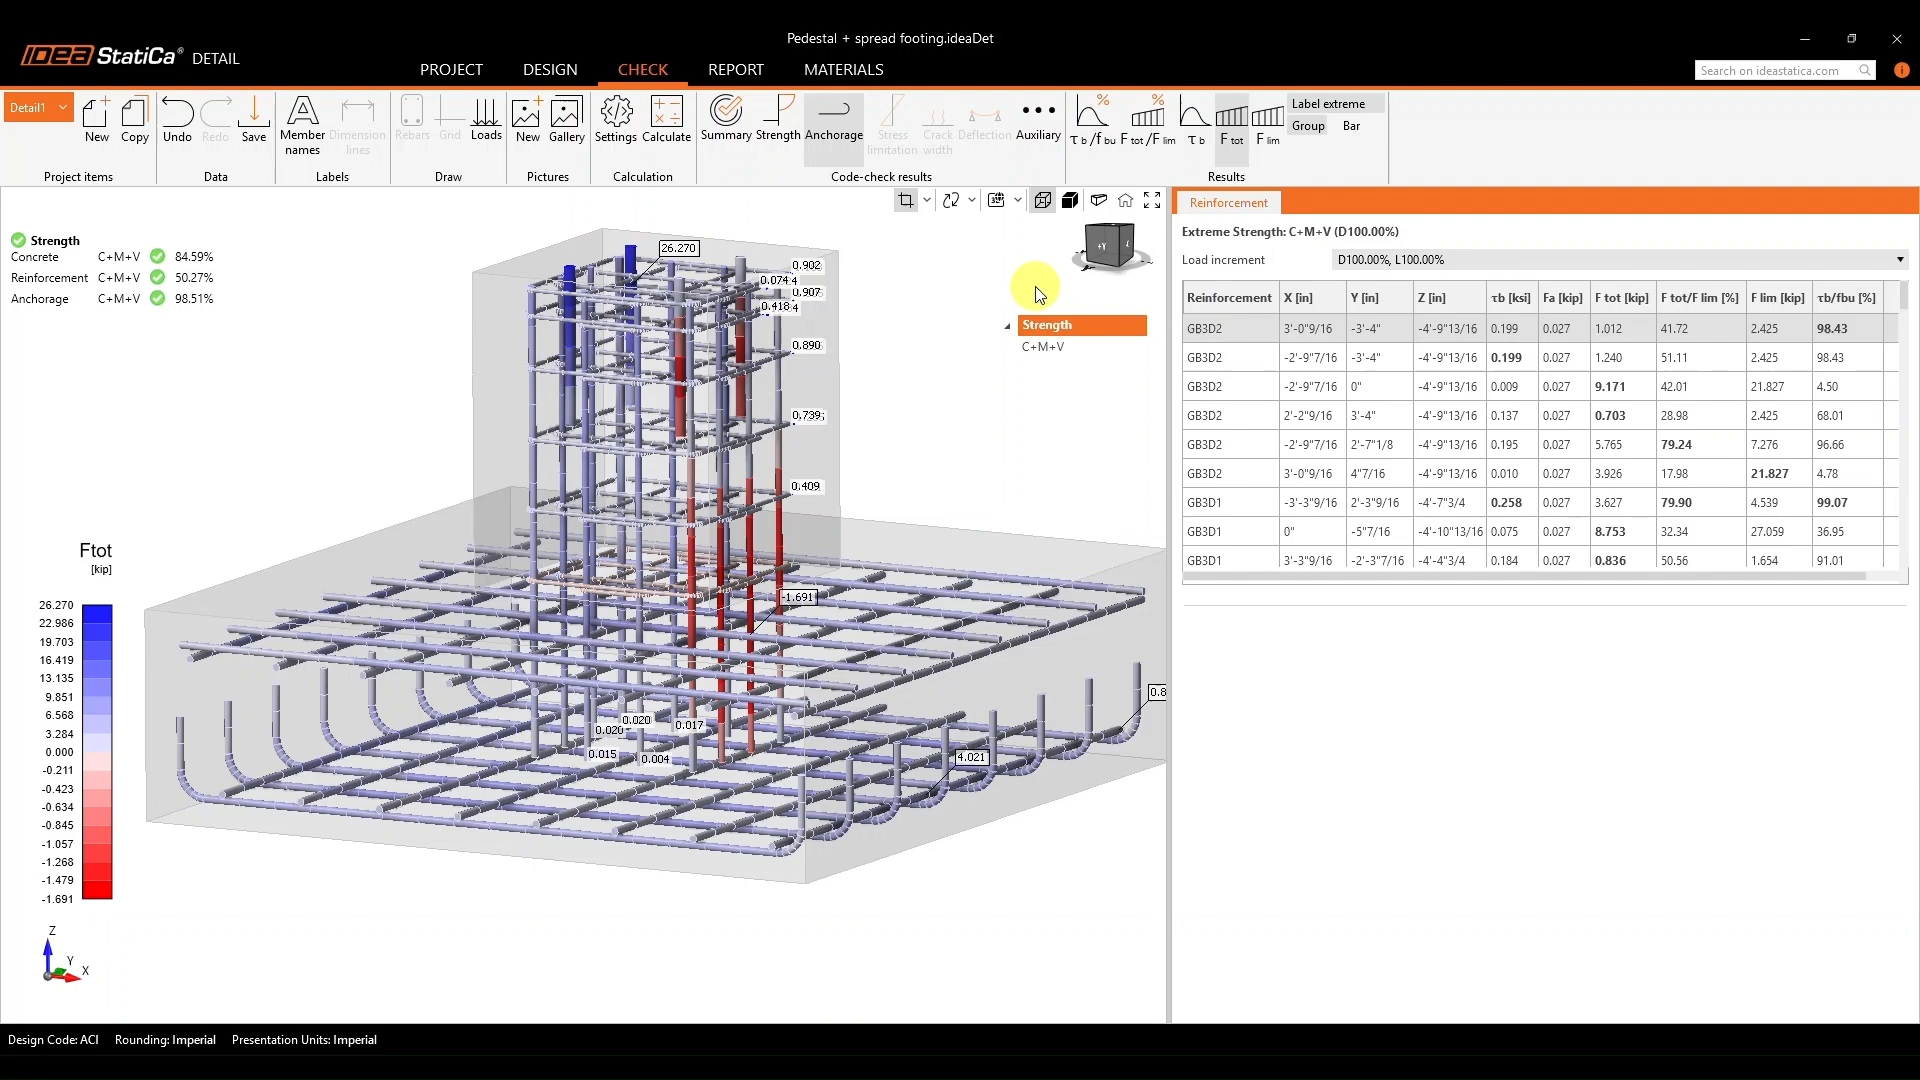 Pedestal + spread footing.ideaDet
IDEA StatiCa® DETAIL
PROJECT DESIGN CHECK REPORT MATERIALS
Search on ideastatica.com
Detail1
New Copy Undo Redo Save Member names Dimension lines Rebars Grid Loads New Gallery Settings Calculate Summary Strength Anchorage Stress limitation Crack width Deflection Auxiliary τb/fbu Ftot/Flim τb Ftot Flim
Label extreme
Group Bar
Project items Data Labels Draw Pictures Calculation Code-check results Results
Strength
Concrete C+M+V 84.59%
Reinforcement C+M+V 50.27%
Anchorage C+M+V 98.51%
26.270
0.902
0.074
0.907
0.418
0.890
0.739
0.409
-1.691
0.020
0.020
0.017
0.015
0.004
4.021
+Y
Strength
C+M+V
Ftot
[kip]
26.270
22.986
19.703
16.419
13.135
9.851
6.568
3.284
0.000
-0.211
-0.423
-0.634
-0.845
-1.057
-1.268
-1.479
-1.691
Z
Y
X
Reinforcement
Extreme Strength: C+M+V (D100.00%)
Load increment D100.00%, L100.00%
Reinforcement X [in] Y [in] Z [in] τb [ksi] Fa [kip] F tot [kip] F tot/F lim [%] F lim [kip] τb/fbu [%]
GB3D2 3'-0"9/16 -3'-4" -4'-9"13/16 0.199 0.027 1.012 41.72 2.425 98.43
GB3D2 -2'-9"7/16 -3'-4" -4'-9"13/16 0.199 0.027 1.240 51.11 2.425 98.43
GB3D2 -2'-9"7/16 0" -4'-9"13/16 0.009 0.027 9.171 42.01 21.827 4.50
GB3D2 2'-2"9/16 3'-4" -4'-9"13/16 0.137 0.027 0.703 28.98 2.425 68.01
GB3D2 -2'-9"7/16 2'-7"1/8 -4'-9"13/16 0.195 0.027 5.765 79.24 7.276 96.66
GB3D2 3'-0"9/16 4"7/16 -4'-9"13/16 0.010 0.027 3.926 17.98 21.827 4.78
GB3D1 -3'-3"9/16 2'-3"9/16 -4'-7"3/4 0.258 0.027 3.627 79.90 4.539 99.07
GB3D1 0" -5"7/16 -4'-10"13/16 0.075 0.027 8.753 32.34 27.059 36.95
GB3D1 3'-3"9/16 -2'-3"7/16 -4'-4"3/4 0.184 0.027 0.836 50.56 1.654 91.01
Design Code: ACI Rounding: Imperial Presentation Units: Imperial